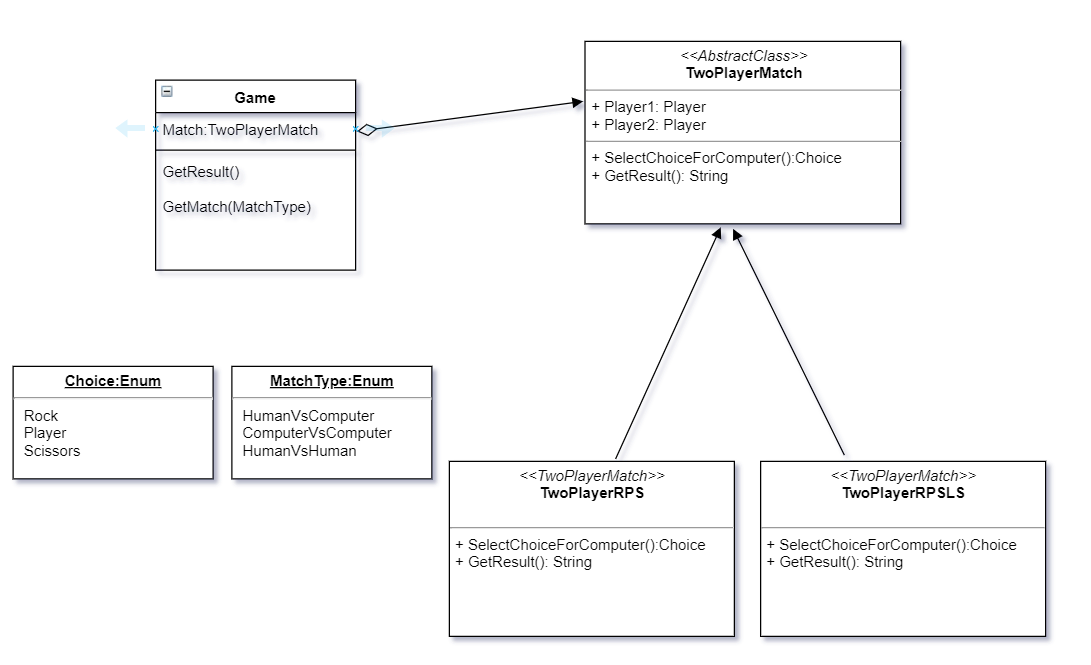 Game
Match:TwoPlayerMatch
GetResult()
GetMatch(MatchType)
<<AbstractClass>>
TwoPlayerMatch
+ Player1: Player
+ Player2: Player
+ SelectChoiceForComputer():Choice
+ GetResult(): String
Choice:Enum
Rock
Player
Scissors
MatchType:Enum
HumanVsComputer
ComputerVsComputer
HumanVsHuman
<<TwoPlayerMatch>>
TwoPlayerRPS
+ SelectChoiceForComputer():Choice
+ GetResult(): String
<<TwoPlayerMatch>>
TwoPlayerRPSLS
+ SelectChoiceForComputer():Choice
+ GetResult(): String